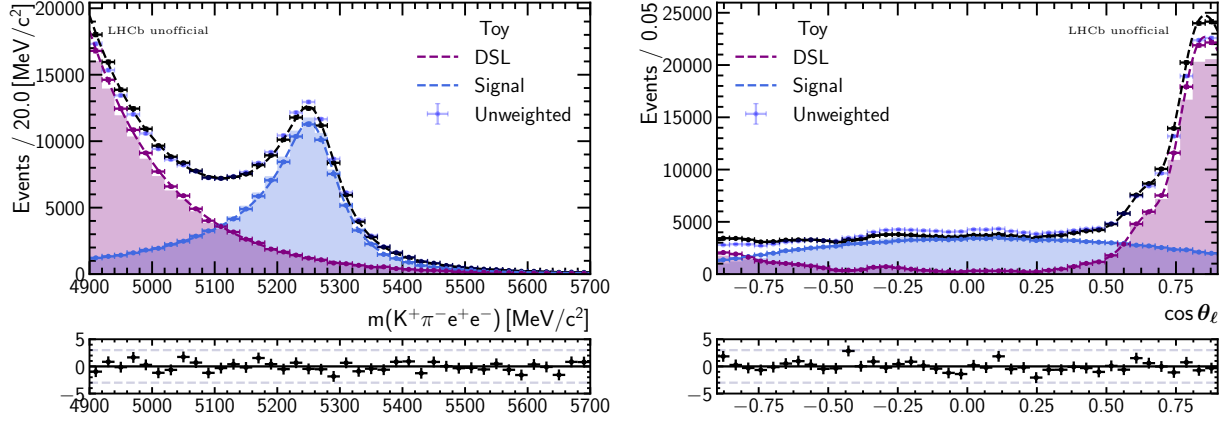 Events / 20.0 [MeV/c²]
20000
15000
10000
5000
0
LHCb unofficial
Toy
DSL
Signal
Unweighted
4900 5000 5100 5200 5300 5400 5500 5600 5700
m(K⁺π⁻e⁺e⁻) [MeV/c²]
5
0
−5
4900 5000 5100 5200 5300 5400 5500 5600 5700
Events / 0.05
25000
20000
15000
10000
5000
0
LHCb unofficial
Toy
DSL
Signal
Unweighted
−0.75 −0.50 −0.25 0.00 0.25 0.50 0.75
cos θℓ
5
0
−5
−0.75 −0.50 −0.25 0.00 0.25 0.50 0.75